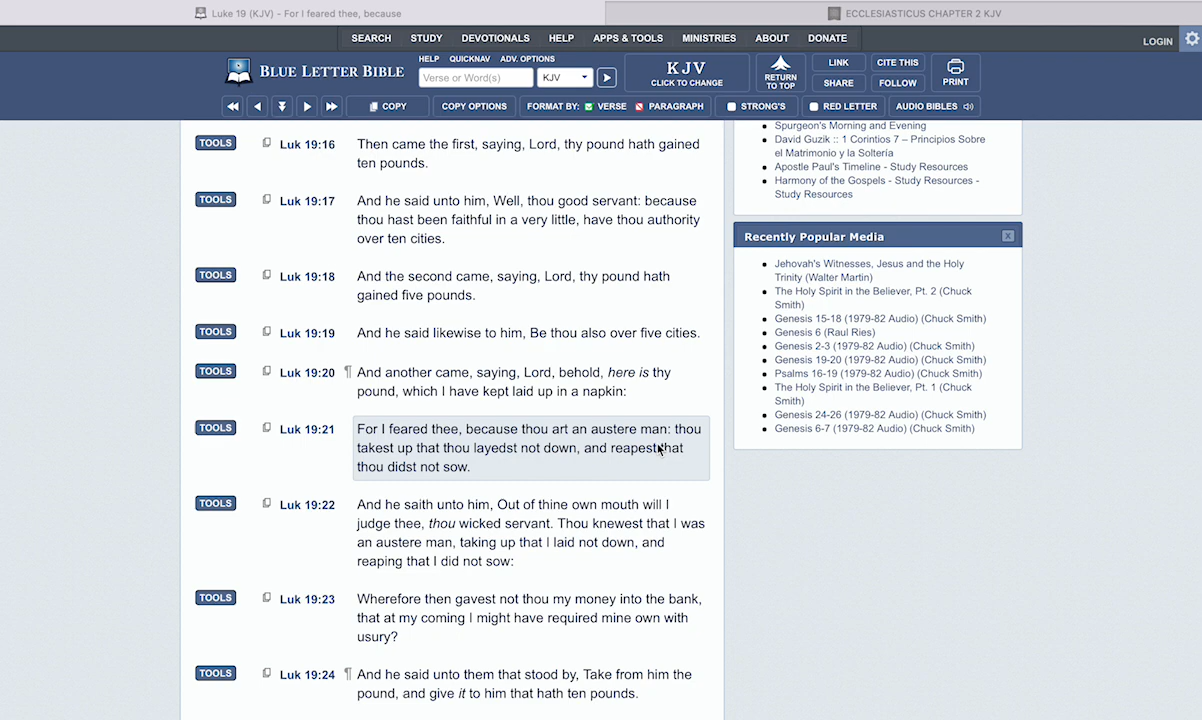 Luke 19 (KJV) - For I feared thee, because
ECCLESIASTICUS CHAPTER 2 KJV
SEARCH STUDY DEVOTIONALS HELP APPS & TOOLS MINISTRIES ABOUT DONATE
LOGIN
BLUE LETTER BIBLE
HELP QUICKNAV ADV. OPTIONS
Verse or Word(s) KJV
KJV
CLICK TO CHANGE
RETURN
TO TOP
LINK CITE THIS
SHARE FOLLOW
PRINT
COPY COPY OPTIONS FORMAT BY: VERSE PARAGRAPH STRONG'S RED LETTER AUDIO BIBLES
TOOLS Luk 19:16 Then came the first, saying, Lord, thy pound hath gained
ten pounds.
TOOLS Luk 19:17 And he said unto him, Well, thou good servant: because
thou hast been faithful in a very little, have thou authority
over ten cities.
TOOLS Luk 19:18 And the second came, saying, Lord, thy pound hath
gained five pounds.
TOOLS Luk 19:19 And he said likewise to him, Be thou also over five cities.
TOOLS Luk 19:20 ¶ And another came, saying, Lord, behold, here is thy
pound, which I have kept laid up in a napkin:
TOOLS Luk 19:21 For I feared thee, because thou art an austere man: thou
takest up that thou layedst not down, and reapest that
thou didst not sow.
TOOLS Luk 19:22 And he saith unto him, Out of thine own mouth will I
judge thee, thou wicked servant. Thou knewest that I was
an austere man, taking up that I laid not down, and
reaping that I did not sow:
TOOLS Luk 19:23 Wherefore then gavest not thou my money into the bank,
that at my coming I might have required mine own with
usury?
TOOLS Luk 19:24 ¶ And he said unto them that stood by, Take from him the
pound, and give it to him that hath ten pounds.
Spurgeon's Morning and Evening
David Guzik :: 1 Corintios 7 – Principios Sobre
el Matrimonio y la Soltería
Apostle Paul's Timeline - Study Resources
Harmony of the Gospels - Study Resources -
Study Resources
Recently Popular Media
Jehovah's Witnesses, Jesus and the Holy
Trinity (Walter Martin)
The Holy Spirit in the Believer, Pt. 2 (Chuck
Smith)
Genesis 15-18 (1979-82 Audio) (Chuck Smith)
Genesis 6 (Raul Ries)
Genesis 2-3 (1979-82 Audio) (Chuck Smith)
Genesis 19-20 (1979-82 Audio) (Chuck Smith)
Psalms 16-19 (1979-82 Audio) (Chuck Smith)
The Holy Spirit in the Believer, Pt. 1 (Chuck
Smith)
Genesis 24-26 (1979-82 Audio) (Chuck Smith)
Genesis 6-7 (1979-82 Audio) (Chuck Smith)